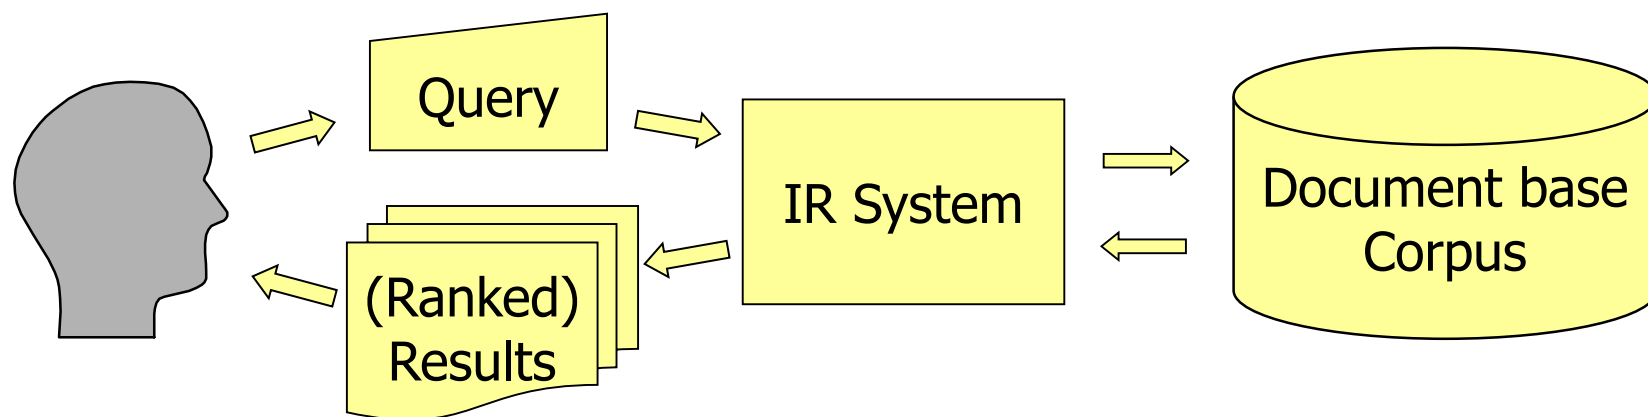 Query
IR System
Document base
Corpus
(Ranked)
Results